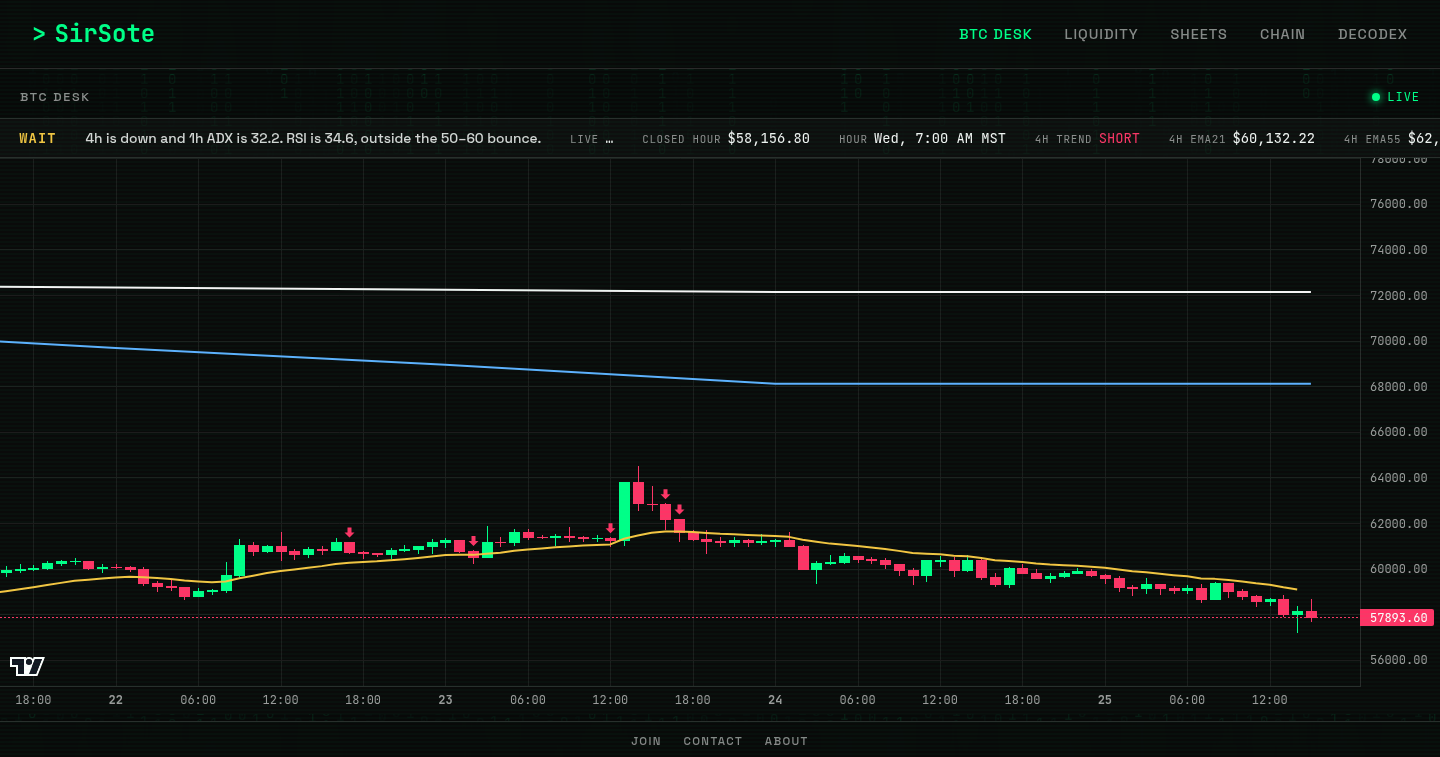 > SirSote
BTC DESK LIQUIDITY SHEETS CHAIN DECODEX
BTC DESK
LIVE
WAIT 4h is down and 1h ADX is 32.2. RSI is 34.6, outside the 50–60 bounce. LIVE … CLOSED HOUR $58,156.80 HOUR Wed, 7:00 AM MST 4H TREND SHORT 4H EMA21 $60,132.22 4H EMA55 $62,
78000.00
76000.00
74000.00
72000.00
70000.00
68000.00
66000.00
64000.00
62000.00
60000.00
57893.60
56000.00
18:00 22 06:00 12:00 18:00 23 06:00 12:00 18:00 24 06:00 12:00 18:00 25 06:00 12:00
JOIN CONTACT ABOUT